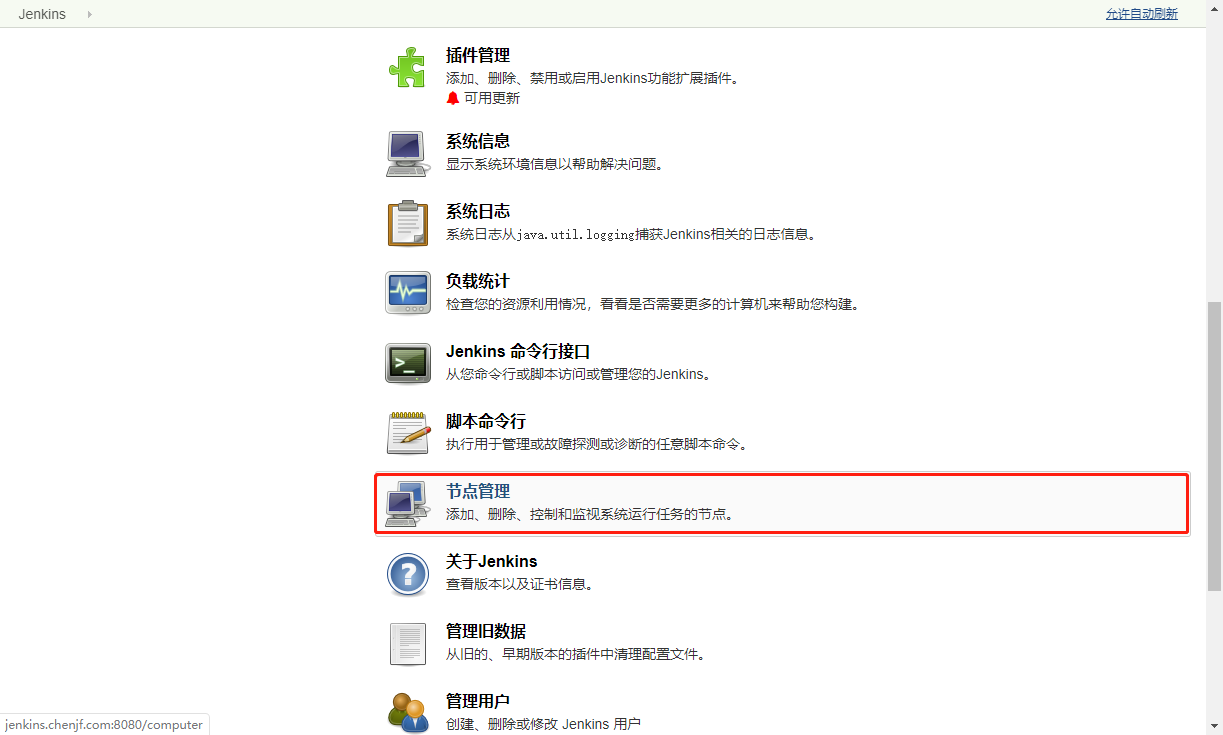 Jenkins
允许自动刷新
插件管理
添加、删除、禁用或启用Jenkins功能扩展插件。
可用更新
系统信息
显示系统环境信息以帮助解决问题。
系统日志
系统日志从java.util.logging捕获Jenkins相关的日志信息。
负载统计
检查您的资源利用情况，看看是否需要更多的计算机来帮助您构建。
Jenkins 命令行接口
从您命令行或脚本访问或管理您的Jenkins。
脚本命令行
执行用于管理或故障探测或诊断的任意脚本命令。
节点管理
添加、删除、控制和监视系统运行任务的节点。
关于Jenkins
查看版本以及证书信息。
管理旧数据
从旧的、早期版本的插件中清理配置文件。
管理用户
创建、删除或修改 Jenkins 用户
jenkins.chenjf.com:8080/computer